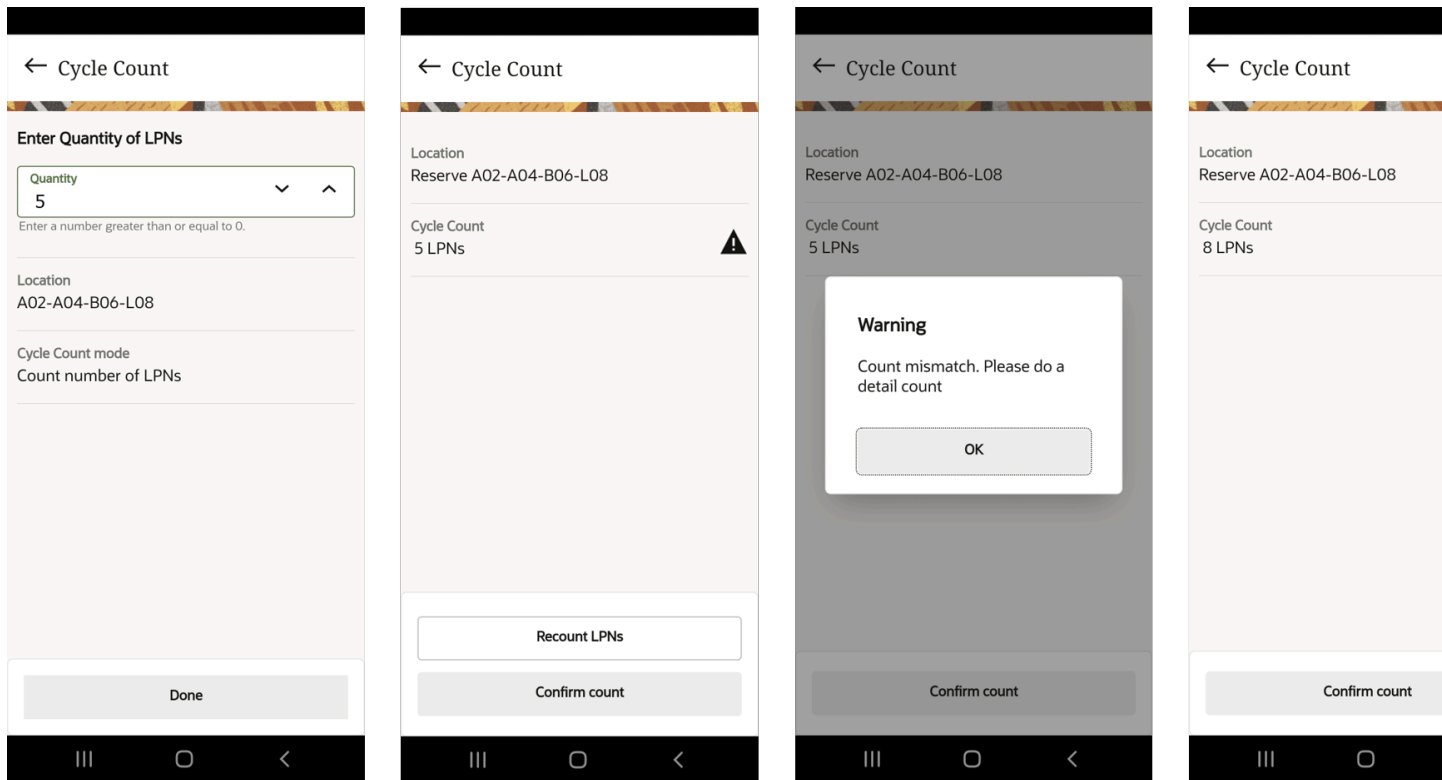 Cycle Count
Enter Quantity of LPNs
Quantity
5
Enter a number greater than or equal to 0.
Location
A02-A04-B06-L08
Cycle Count mode
Count number of LPNs
Done
Cycle Count
Location
Reserve A02-A04-B06-L08
Cycle Count
5 LPNs
Recount LPNs
Confirm count
Cycle Count
Location
Reserve A02-A04-B06-L08
Cycle Count
5 LPNs
Warning
Count mismatch. Please do a
detail count
OK
Confirm count
Cycle Count
Location
Reserve A02-A04-B06-L08
Cycle Count
8 LPNs
Confirm count